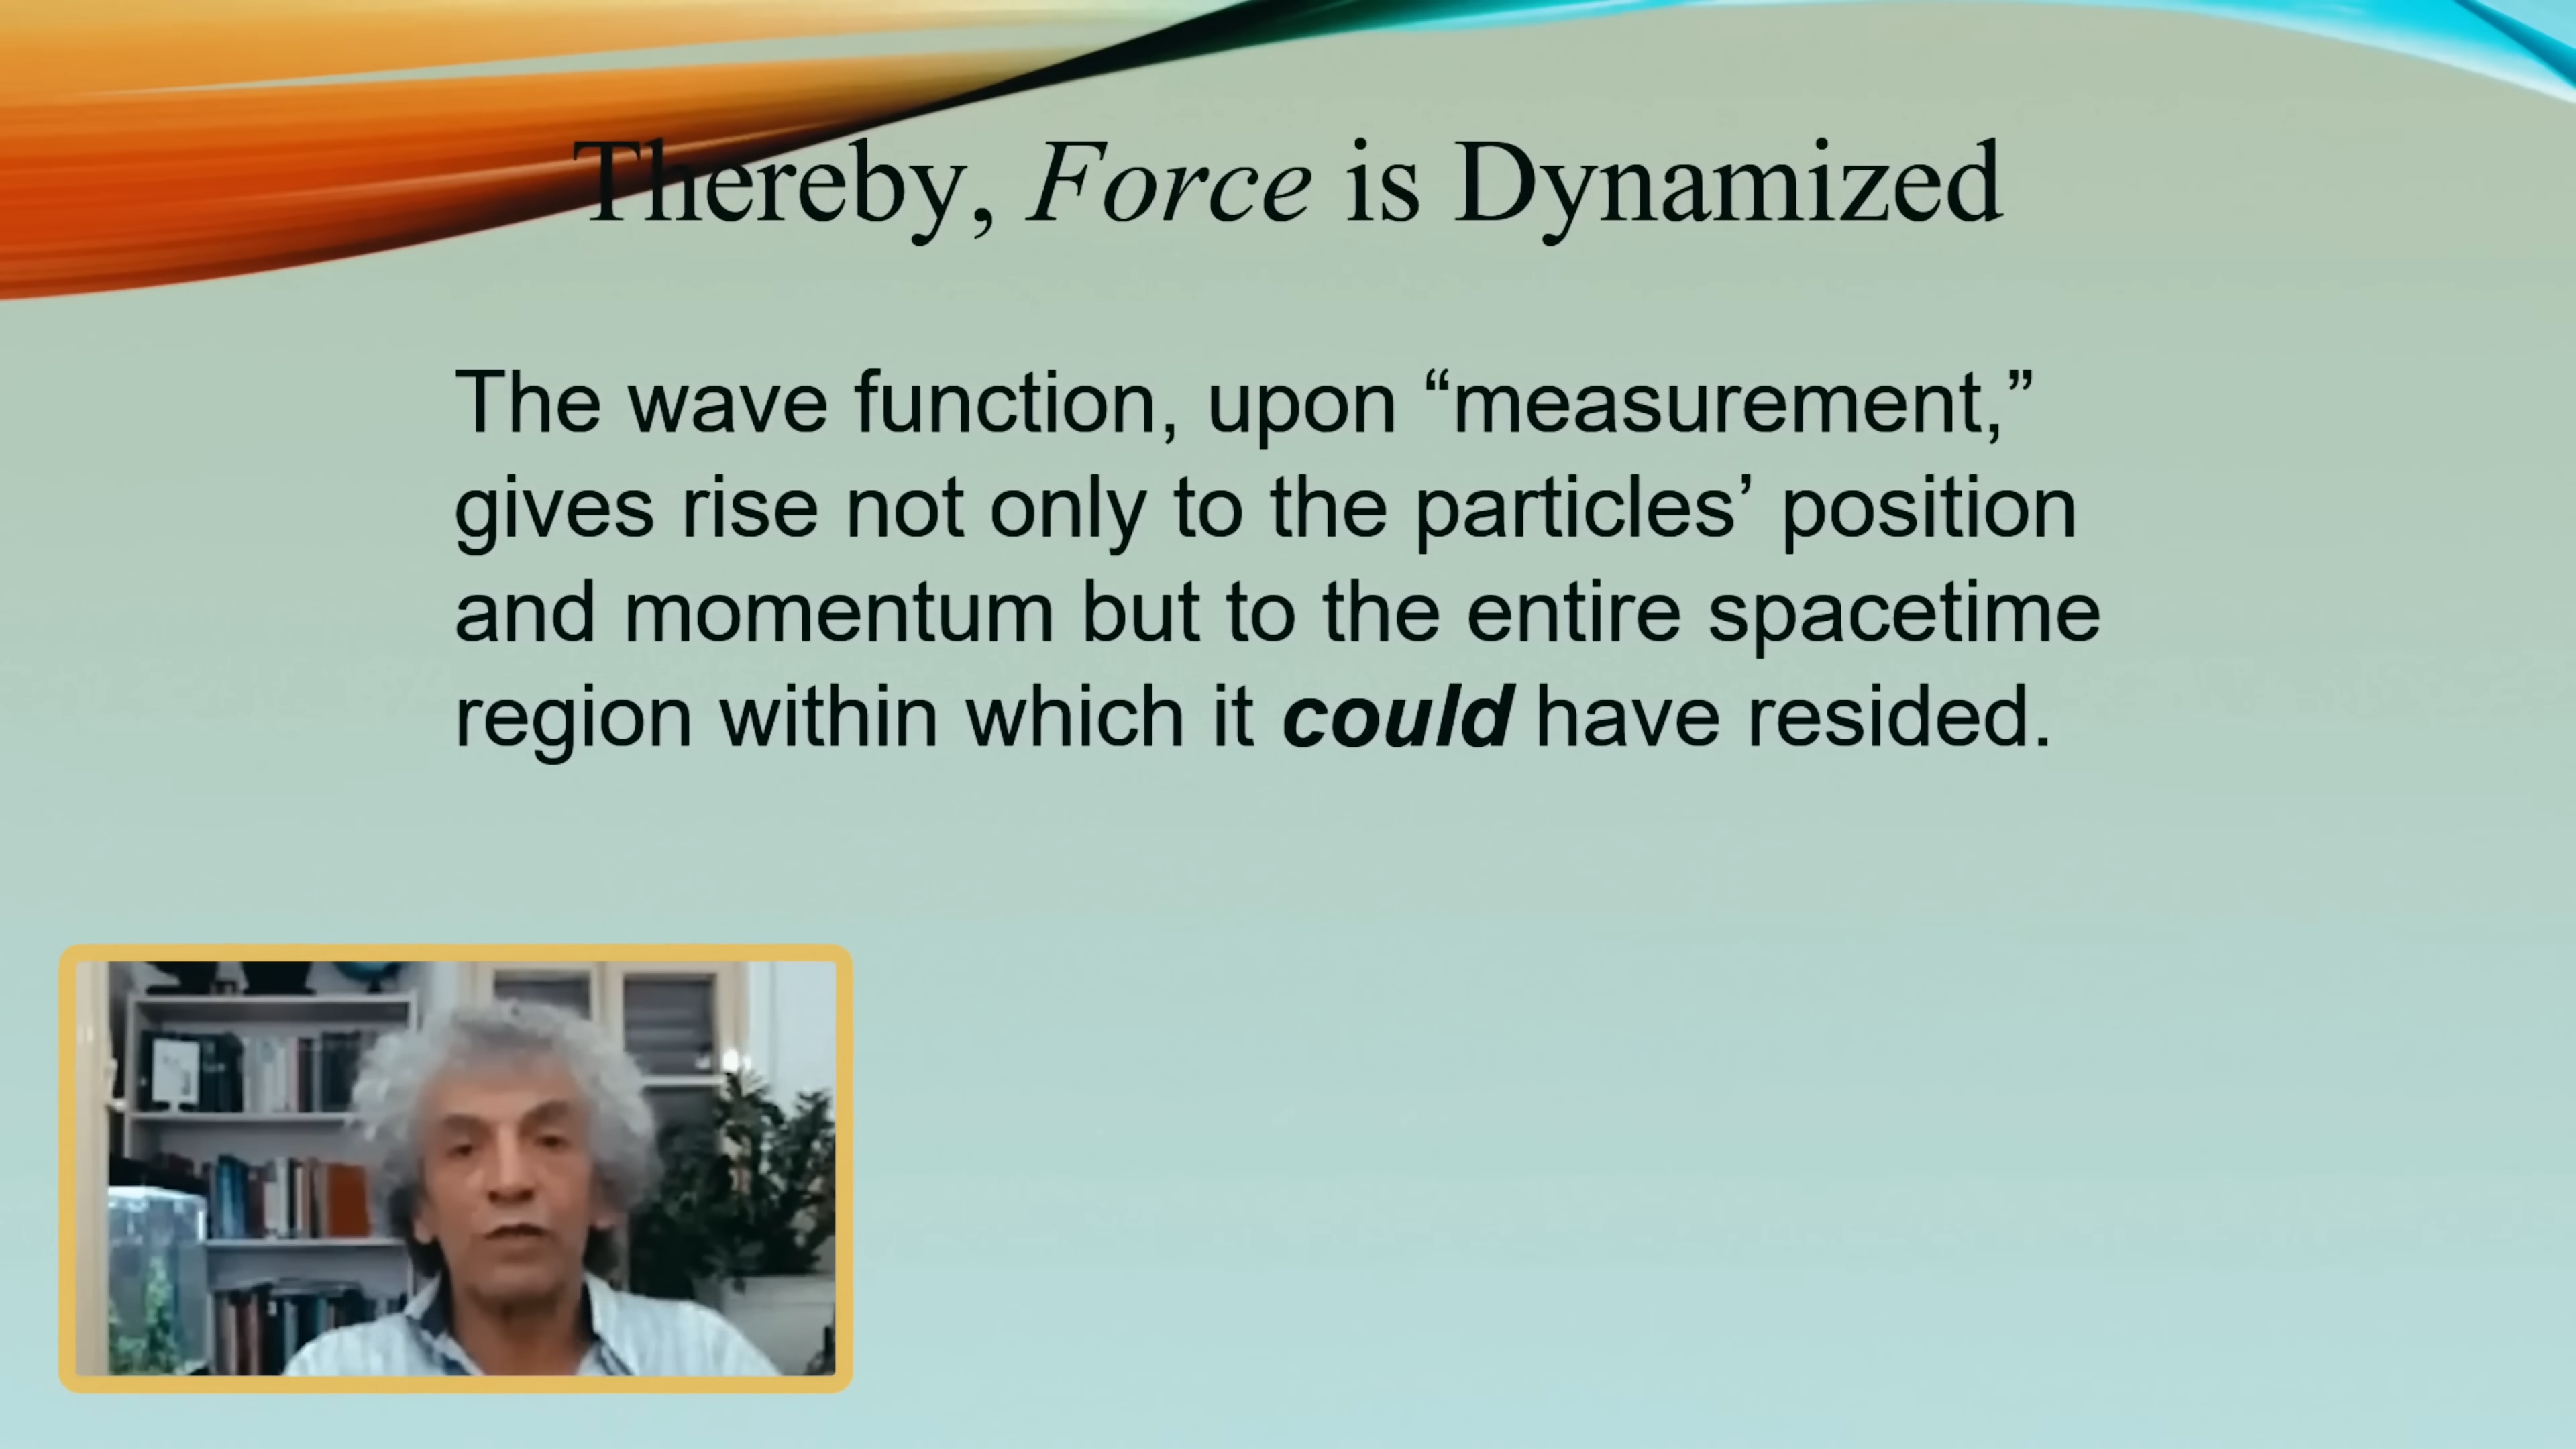 Thereby, Force is Dynamized
The wave function, upon “measurement,”
gives rise not only to the particles’ position
and momentum but to the entire spacetime
region within which it could have resided.